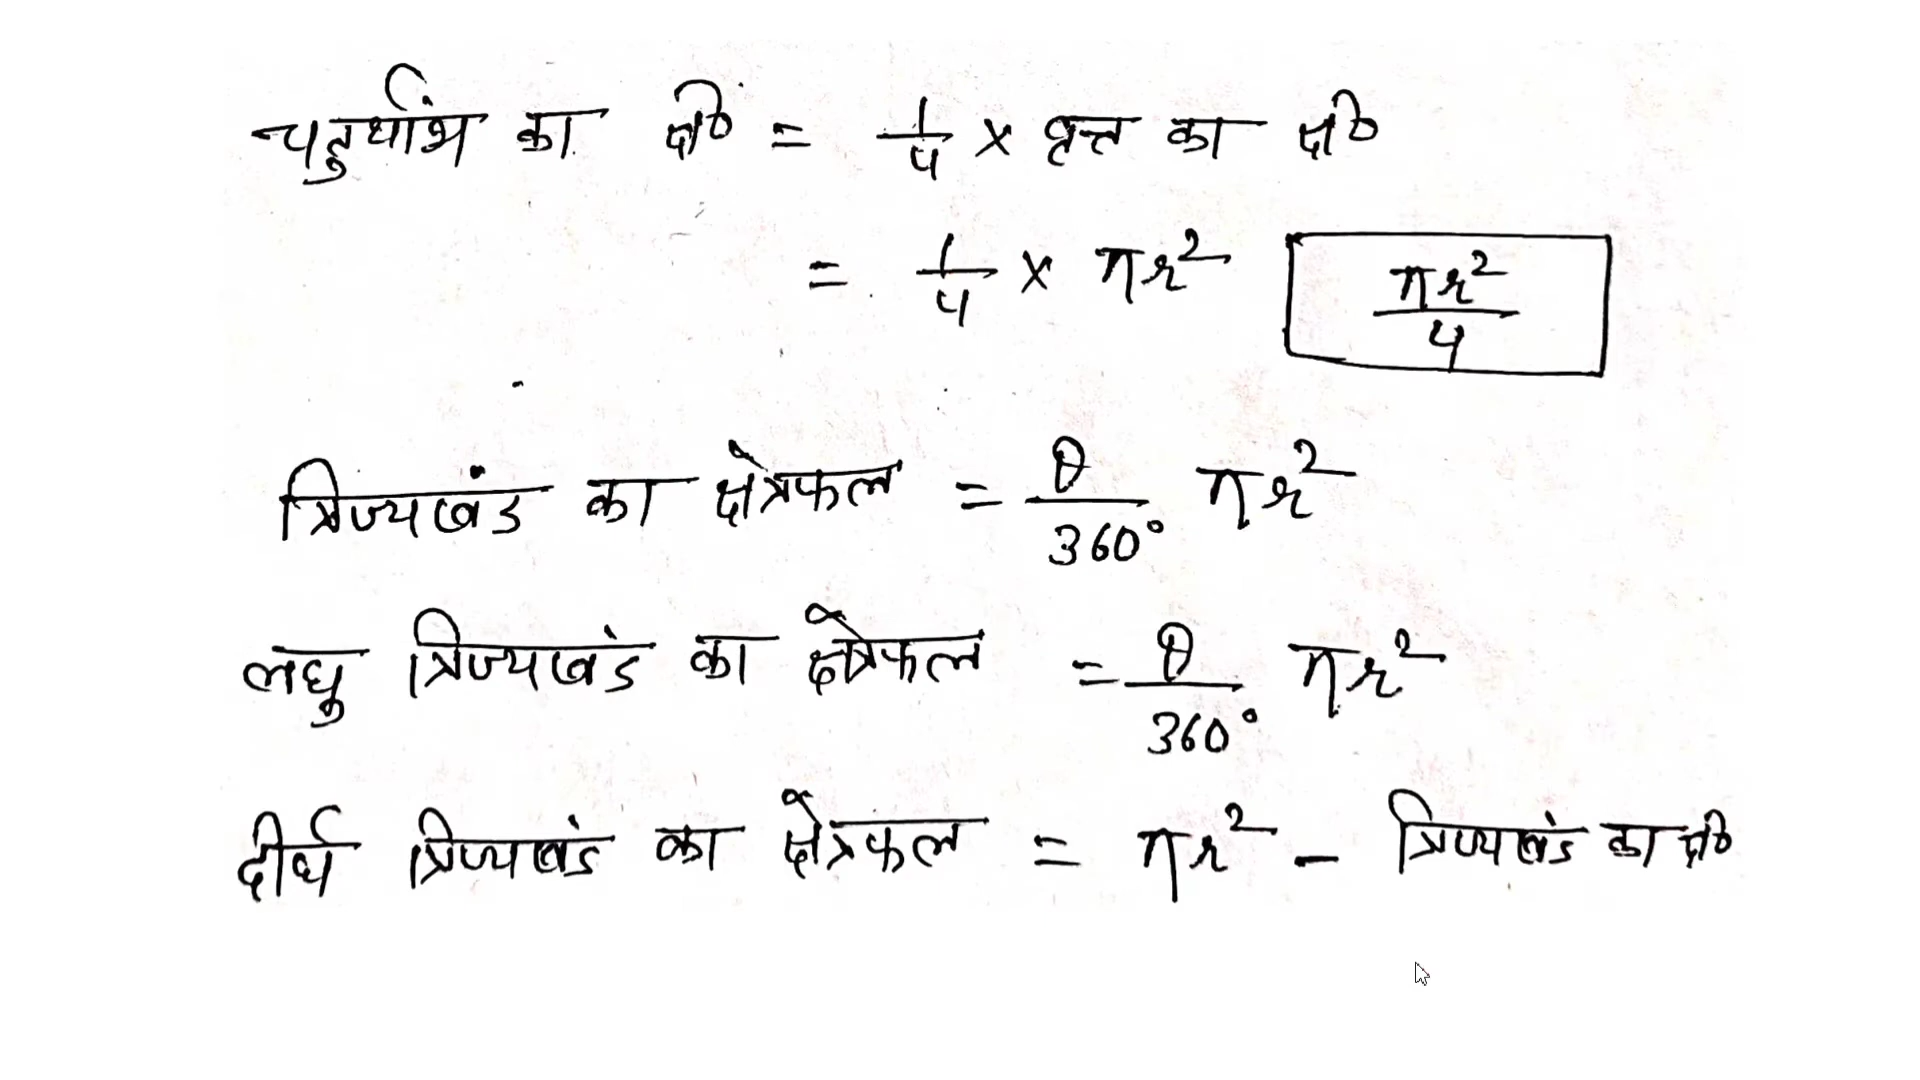 चतुर्थांश का क्षे० = 1/4 × वृत्त का क्षे०
= 1/4 × πr² πr²/4
त्रिज्यखंड का क्षेत्रफल = θ/360° πr²
लघु त्रिज्यखंड का क्षेत्रफल = θ/360° πr²
दीर्घ त्रिज्यखंड का क्षेत्रफल = πr² – त्रिज्यखंड का क्षे०